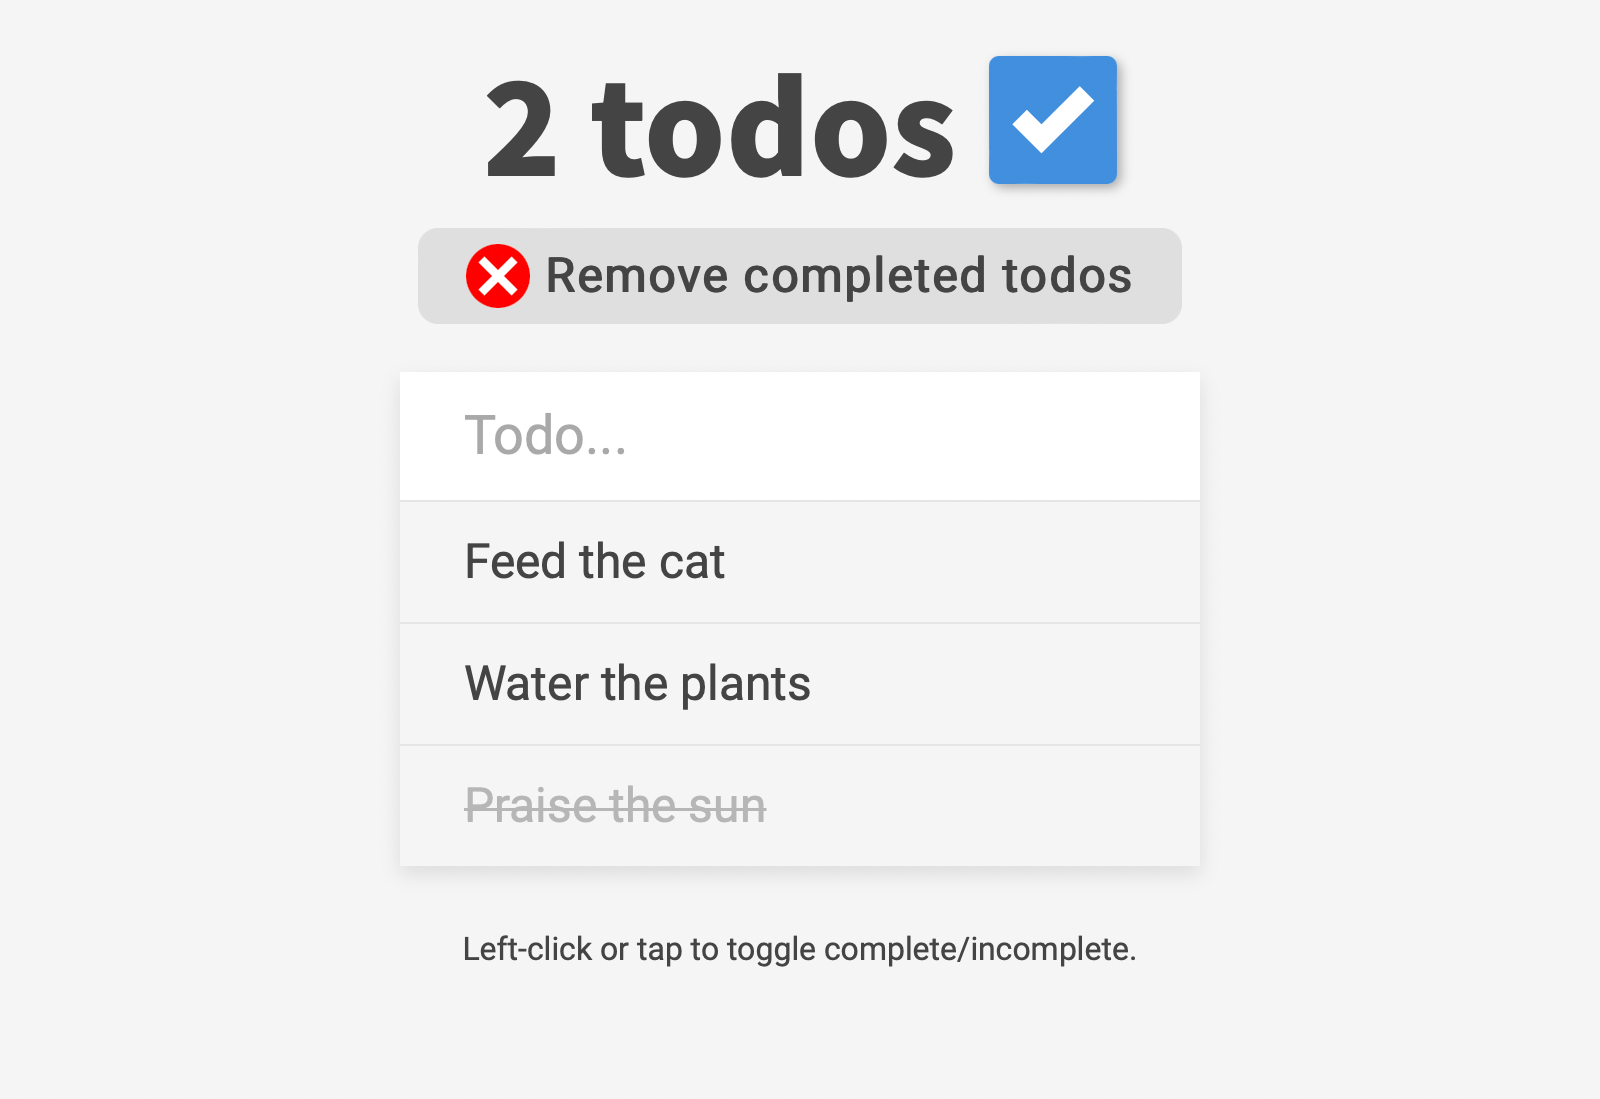 2 todos
Remove completed todos
Todo...
Feed the cat
Water the plants
Praise the sun
Left-click or tap to toggle complete/incomplete.